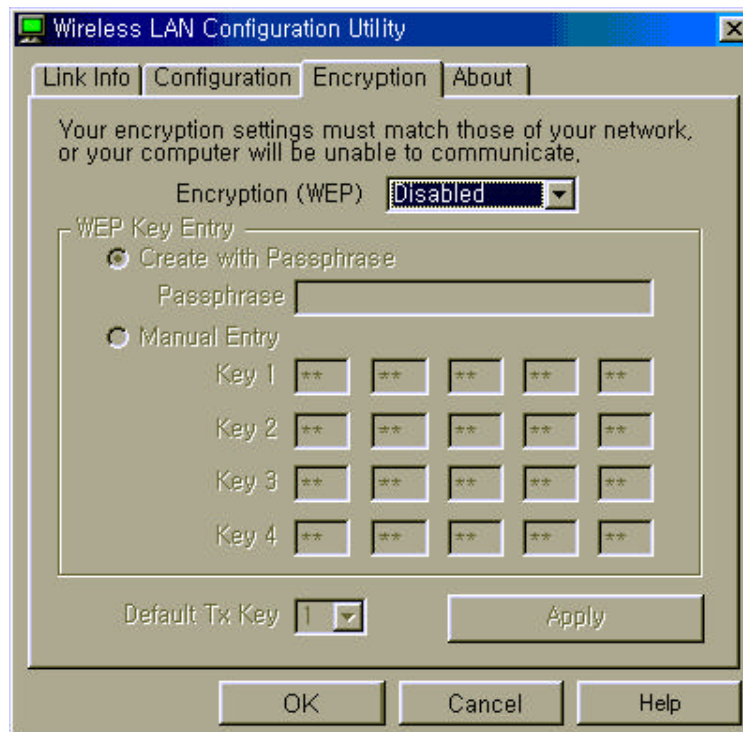 Wireless LAN Configuration Utility
Link Info Configuration Encryption About
Your encryption settings must match those of your network,
or your computer will be unable to communicate,
Encryption (WEP) Disabled
WEP Key Entry
Create with Passphrase
Passphrase
Manual Entry
Key 1 ** ** ** ** **
Key 2 ** ** ** ** **
Key 3 ** ** ** ** **
Key 4 ** ** ** ** **
Default Tx Key 1 Apply
OK Cancel Help